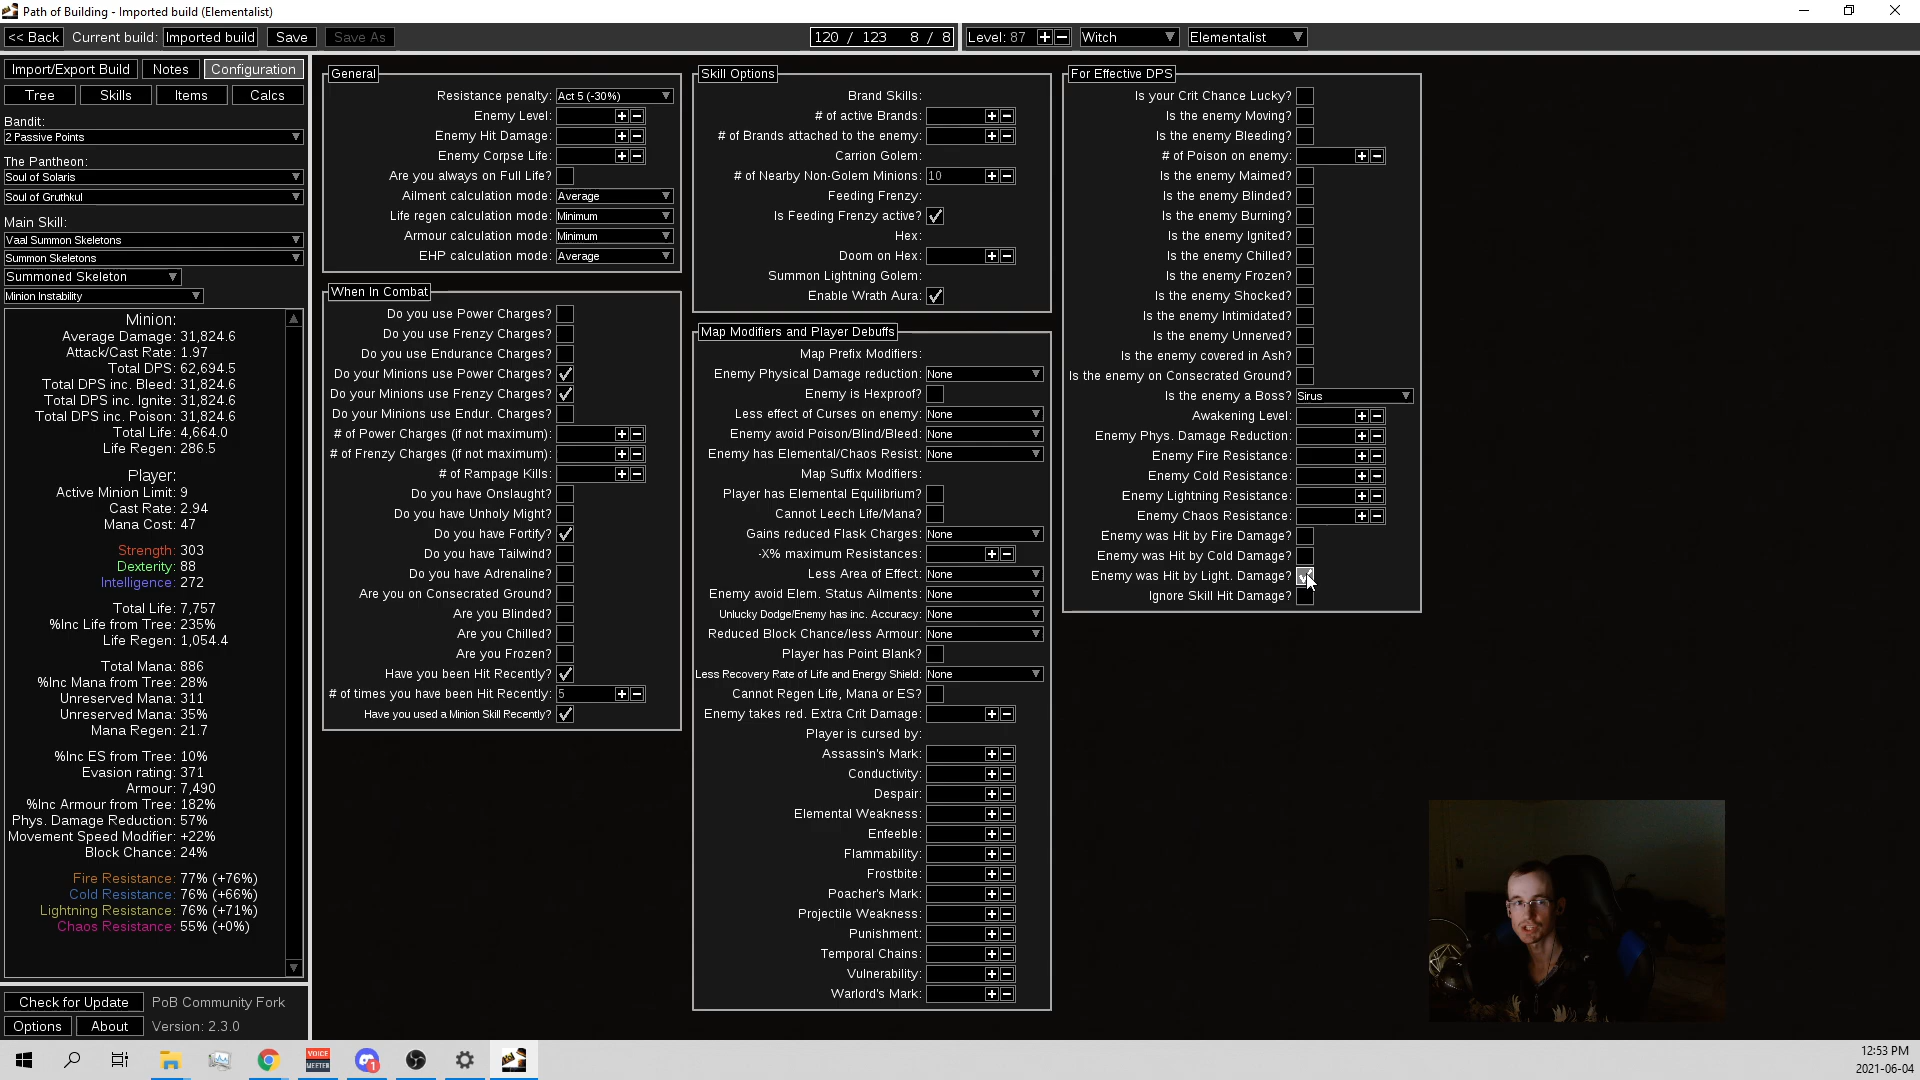 Path of Building - Imported build (Elementalist)
<< Back Current build: Imported build Save Save As 120 / 123 8 / 8 Level: 87 Witch Elementalist
Import/Export Build Notes Configuration
Tree Skills Items Calcs
Bandit:
2 Passive Points
The Pantheon:
Soul of Solaris
Soul of Gruthkul
Main Skill:
Vaal Summon Skeletons
Summon Skeletons
Summoned Skeleton
Minion Instability
Minion:
Average Damage: 31,824.6
Attack/Cast Rate: 1.97
Total DPS: 62,694.5
Total DPS inc. Bleed: 31,824.6
Total DPS inc. Ignite: 31,824.6
Total DPS inc. Poison: 31,824.6
Total Life: 4,664.0
Life Regen: 286.5
Player:
Active Minion Limit: 9
Cast Rate: 2.94
Mana Cost: 47
Strength: 303
Dexterity: 88
Intelligence: 272
Total Life: 7,757
%Inc Life from Tree: 235%
Life Regen: 1,054.4
Total Mana: 886
%Inc Mana from Tree: 28%
Unreserved Mana: 311
Unreserved Mana: 35%
Mana Regen: 21.7
%Inc ES from Tree: 10%
Evasion rating: 371
Armour: 7,490
%Inc Armour from Tree: 182%
Phys. Damage Reduction: 57%
Movement Speed Modifier: +22%
Block Chance: 24%
Fire Resistance: 77% (+76%)
Cold Resistance: 76% (+66%)
Lightning Resistance: 76% (+71%)
Chaos Resistance: 55% (+0%)
Check for Update PoB Community Fork
Options About Version: 2.3.0
General
Resistance penalty: Act 5 (-30%)
Enemy Level:
Enemy Hit Damage:
Enemy Corpse Life:
Are you always on Full Life?
Ailment calculation mode: Average
Life regen calculation mode: Minimum
Armour calculation mode: Minimum
EHP calculation mode: Average
When In Combat
Do you use Power Charges?
Do you use Frenzy Charges?
Do you use Endurance Charges?
Do your Minions use Power Charges?
Do your Minions use Frenzy Charges?
Do your Minions use Endur. Charges?
# of Power Charges (if not maximum):
# of Frenzy Charges (if not maximum):
# of Rampage Kills:
Do you have Onslaught?
Do you have Unholy Might?
Do you have Fortify?
Do you have Tailwind?
Do you have Adrenaline?
Are you on Consecrated Ground?
Are you Blinded?
Are you Chilled?
Are you Frozen?
Have you been Hit Recently?
# of times you have been Hit Recently: 5
Have you used a Minion Skill Recently?
Skill Options
Brand Skills:
# of active Brands:
# of Brands attached to the enemy:
Carrion Golem:
# of Nearby Non-Golem Minions: 10
Feeding Frenzy:
Is Feeding Frenzy active?
Hex:
Doom on Hex:
Summon Lightning Golem:
Enable Wrath Aura:
Map Modifiers and Player Debuffs
Map Prefix Modifiers:
Enemy Physical Damage reduction: None
Enemy is Hexproof?
Less effect of Curses on enemy: None
Enemy avoid Poison/Blind/Bleed: None
Enemy has Elemental/Chaos Resist: None
Map Suffix Modifiers:
Player has Elemental Equilibrium?
Cannot Leech Life/Mana?
Gains reduced Flask Charges: None
-X% maximum Resistances:
Less Area of Effect: None
Enemy avoid Elem. Status Ailments: None
Unlucky Dodge/Enemy has inc. Accuracy: None
Reduced Block Chance/less Armour: None
Player has Point Blank?
Less Recovery Rate of Life and Energy Shield: None
Cannot Regen Life, Mana or ES?
Enemy takes red. Extra Crit Damage:
Player is cursed by:
Assassin's Mark:
Conductivity:
Despair:
Elemental Weakness:
Enfeeble:
Flammability:
Frostbite:
Poacher's Mark:
Projectile Weakness:
Punishment:
Temporal Chains:
Vulnerability:
Warlord's Mark:
For Effective DPS
Is your Crit Chance Lucky?
Is the enemy Moving?
Is the enemy Bleeding?
# of Poison on enemy:
Is the enemy Maimed?
Is the enemy Blinded?
Is the enemy Burning?
Is the enemy Ignited?
Is the enemy Chilled?
Is the enemy Frozen?
Is the enemy Shocked?
Is the enemy Intimidated?
Is the enemy Unnerved?
Is the enemy covered in Ash?
Is the enemy on Consecrated Ground?
Is the enemy a Boss? Sirus
Awakening Level:
Enemy Phys. Damage Reduction:
Enemy Fire Resistance:
Enemy Cold Resistance:
Enemy Lightning Resistance:
Enemy Chaos Resistance:
Enemy was Hit by Fire Damage?
Enemy was Hit by Cold Damage?
Enemy was Hit by Light. Damage?
Ignore Skill Hit Damage?
VOICE
MEETER
1
12:53 PM
2021-06-04